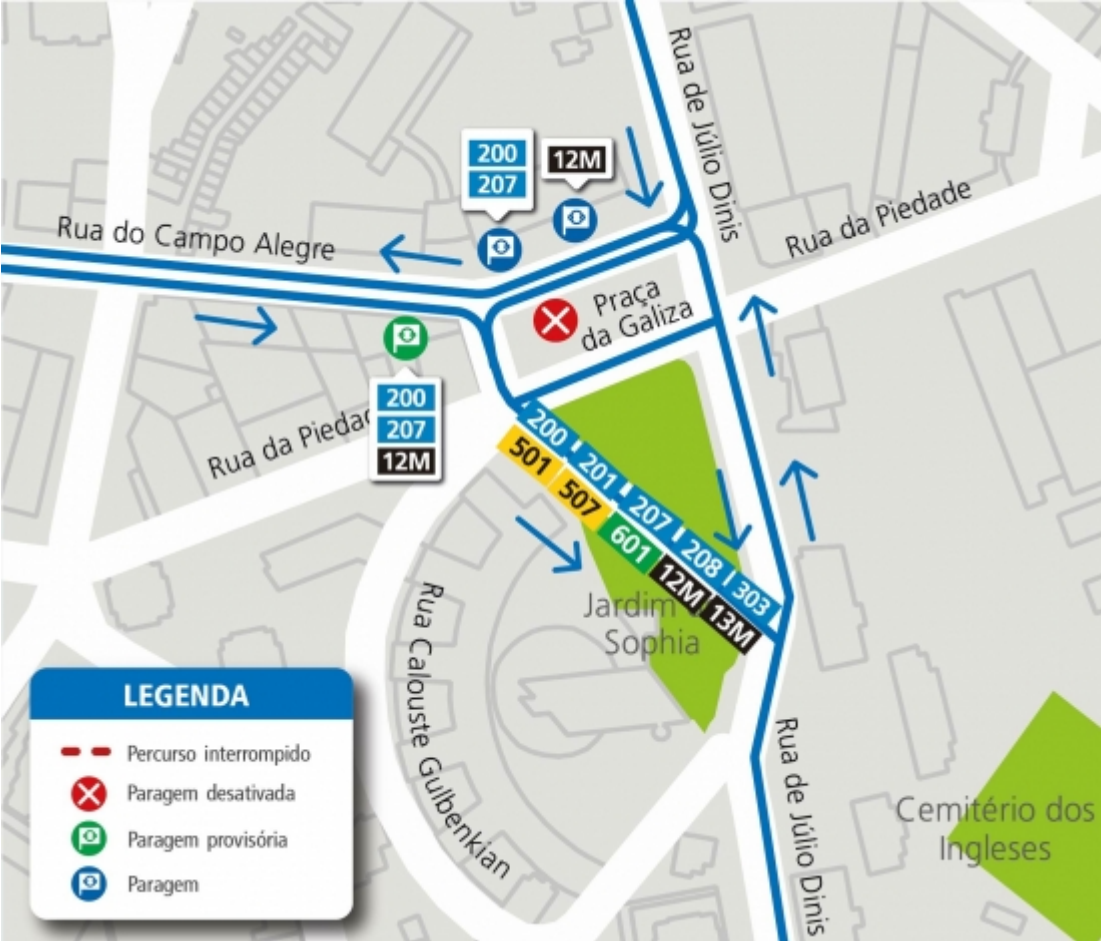 Rua de Júlio Dinis
200
207
12M
Rua da Piedade
Rua do Campo Alegre
Praça
da Galiza
200
207
12M
Rua da Piedad
200
201
207
208
303
501
507
601
12M
13M
Jardim
Sophia
Rua Calouste Gulbenkian
Rua de Júlio Dinis
Cemitério dos
Ingleses
LEGENDA
Percurso interrompido
Paragem desativada
Paragem provisória
Paragem